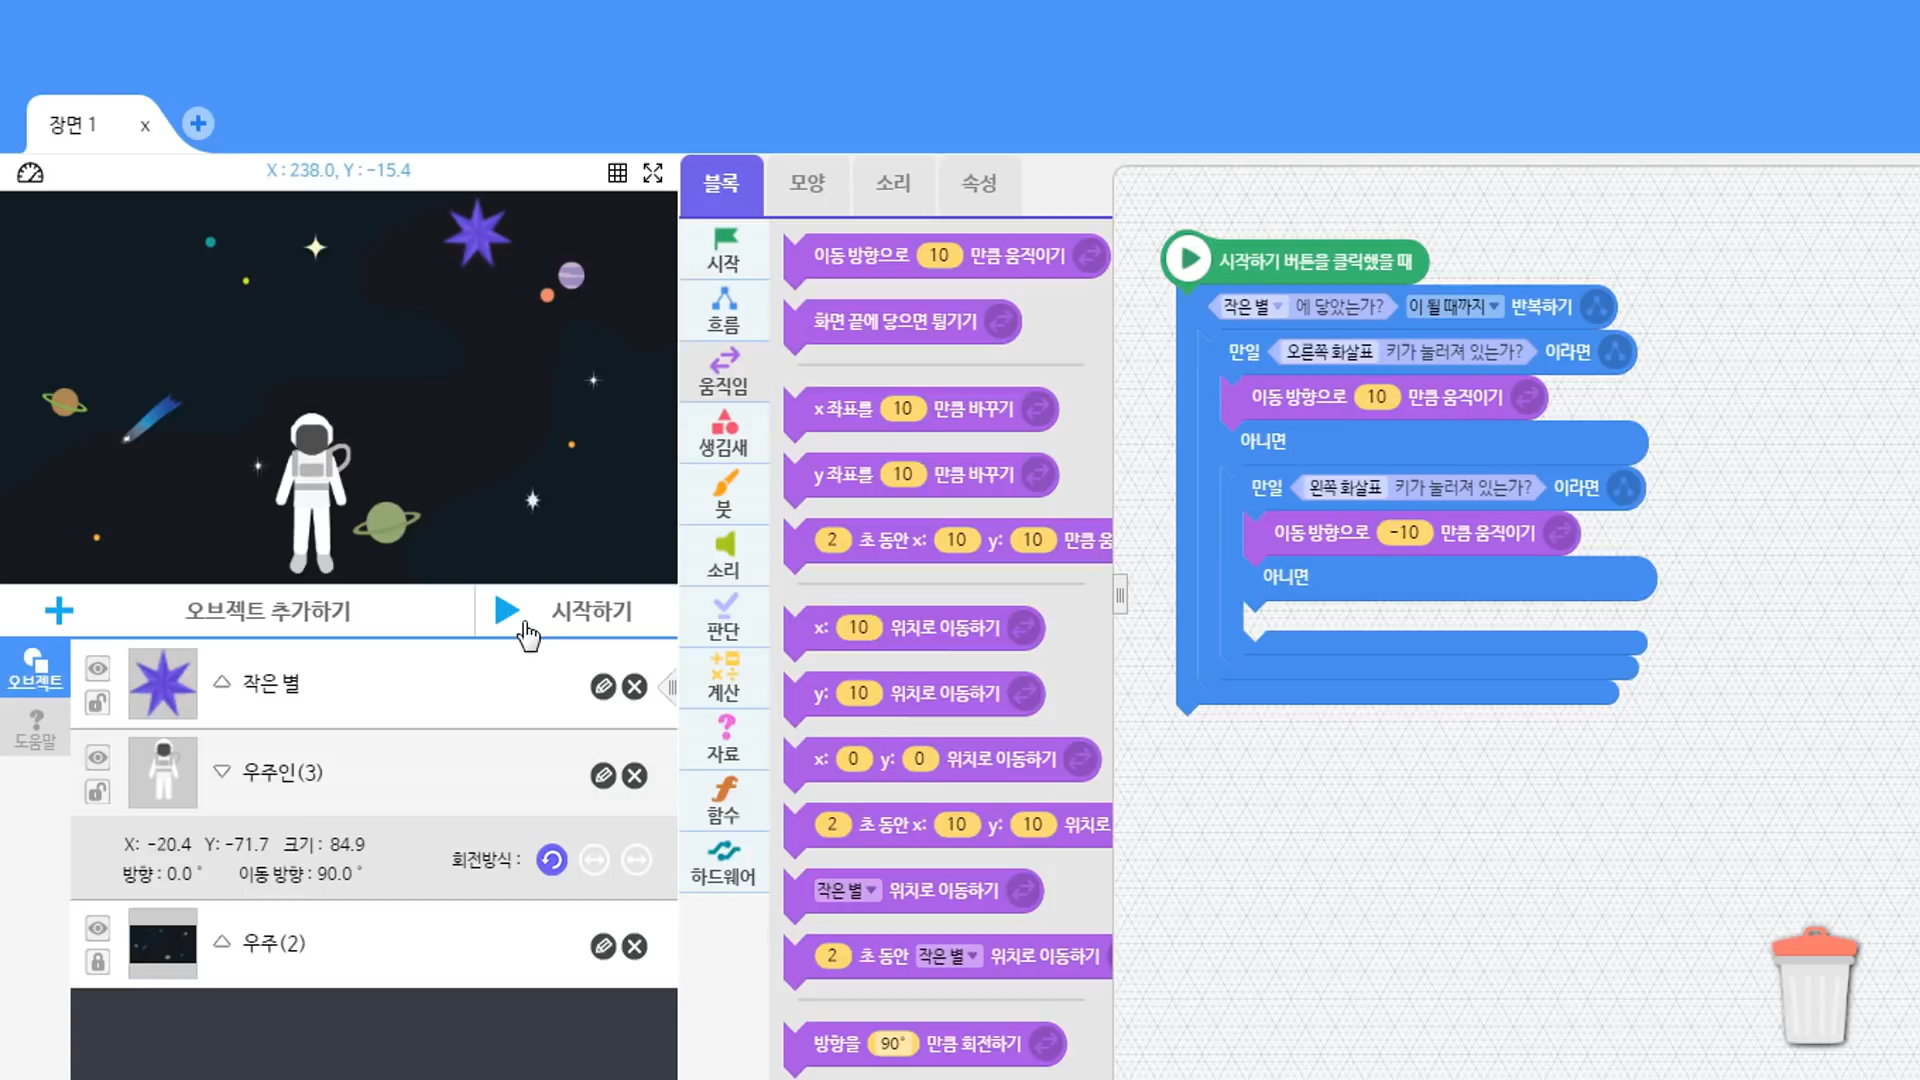 장면 1 x
X : 238.0, Y : -15.4
오브젝트 추가하기
시작하기
오브젝트
도움말
작은 별
우주인(3)
X: -20.4 Y: -71.7 크기 : 84.9
방향 : 0.0 ° 이동 방향 : 90.0 °
회전방식 :
우주(2)
블록
모양
소리
속성
시작
흐름
움직임
생김새
붓
소리
판단
계산
자료
함수
하드웨어
이동 방향으로 10 만큼 움직이기
화면 끝에 닿으면 튕기기
x 좌표를 10 만큼 바꾸기
y 좌표를 10 만큼 바꾸기
2 초 동안 x: 10 y: 10 만큼
x: 10 위치로 이동하기
y: 10 위치로 이동하기
x: 0 y: 0 위치로 이동하기
2 초 동안 x: 10 y: 10 위치로
작은 별 위치로 이동하기
2 초 동안 작은 별 위치로 이동하기
방향을 90° 만큼 회전하기
시작하기 버튼을 클릭했을 때
작은 별 에 닿았는가? 이 될 때까지 반복하기
만일 오른쪽 화살표 키가 눌러져 있는가? 이라면
이동 방향으로 10 만큼 움직이기
아니면
만일 왼쪽 화살표 키가 눌러져 있는가? 이라면
이동 방향으로 -10 만큼 움직이기
아니면